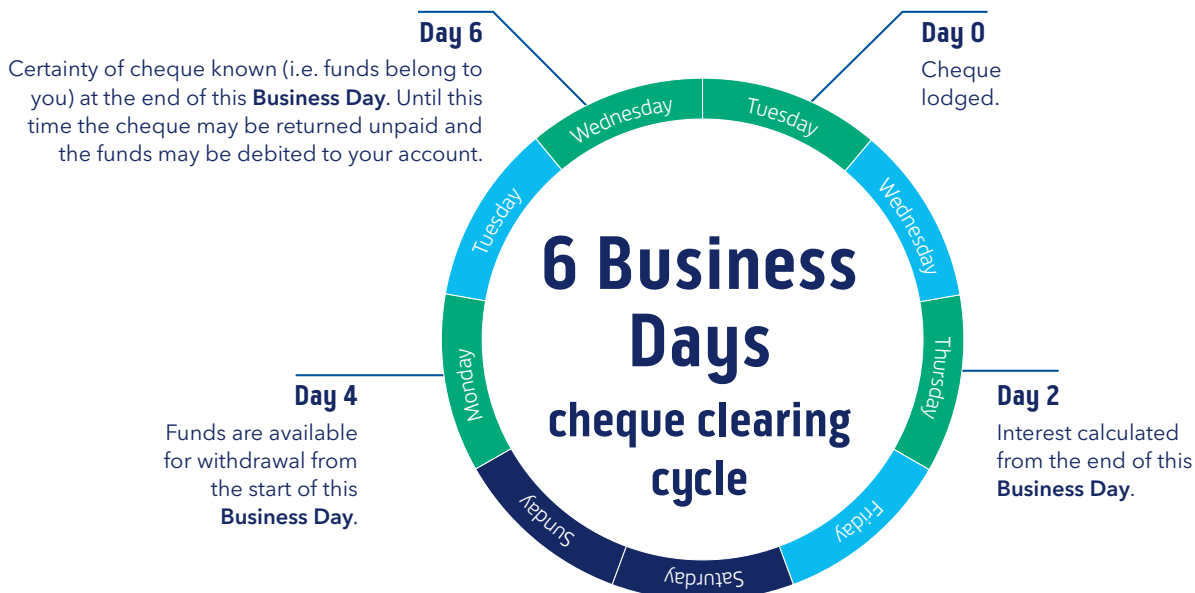 Day 6
Certainty of cheque known (i.e. funds belong to
you) at the end of this Business Day. Until this
time the cheque may be returned unpaid and
the funds may be debited to your account.
Day 0
Cheque
lodged.
Wednesday
Tuesday
Tuesday
Wednesday
6 Business
Days
cheque clearing
cycle
Monday
Thursday
Day 4
Funds are available
for withdrawal from
the start of this
Business Day.
Day 2
Interest calculated
from the end of this
Business Day.
Sunday
Saturday
Friday